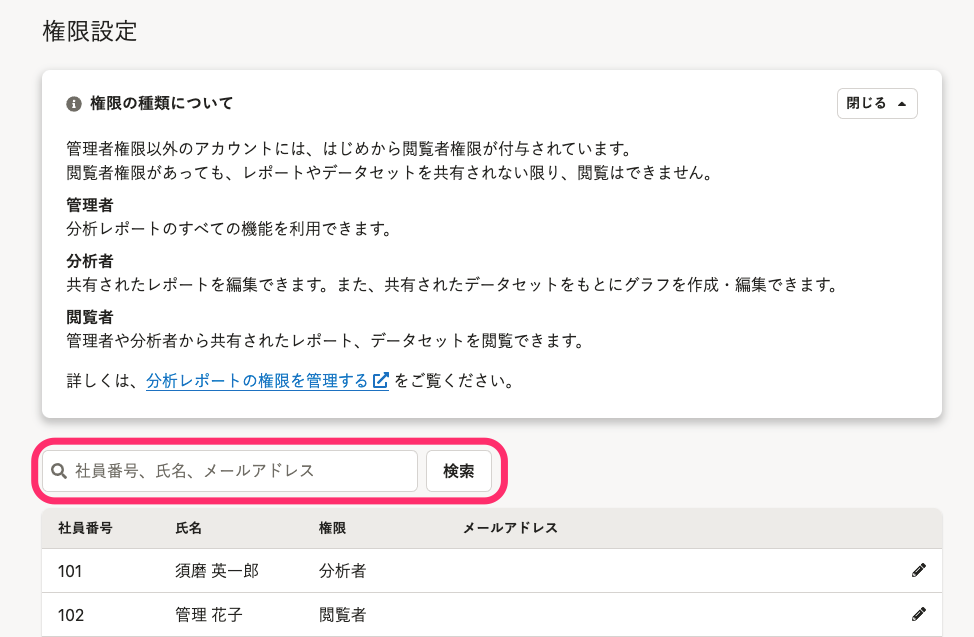 権限設定
権限の種類について
閉じる
管理者権限以外のアカウントには、はじめから閲覧者権限が付与されています。
閲覧者権限があっても、レポートやデータセットを共有されない限り、閲覧はできません。
管理者
分析レポートのすべての機能を利用できます。
分析者
共有されたレポートを編集できます。また、共有されたデータセットをもとにグラフを作成・編集できます。
閲覧者
管理者や分析者から共有されたレポート、データセットを閲覧できます。
詳しくは、分析レポートの権限を管理する をご覧ください。
社員番号、氏名、メールアドレス 検索
社員番号 氏名 権限 メールアドレス
101 須磨 英一郎 分析者
102 管理 花子 閲覧者